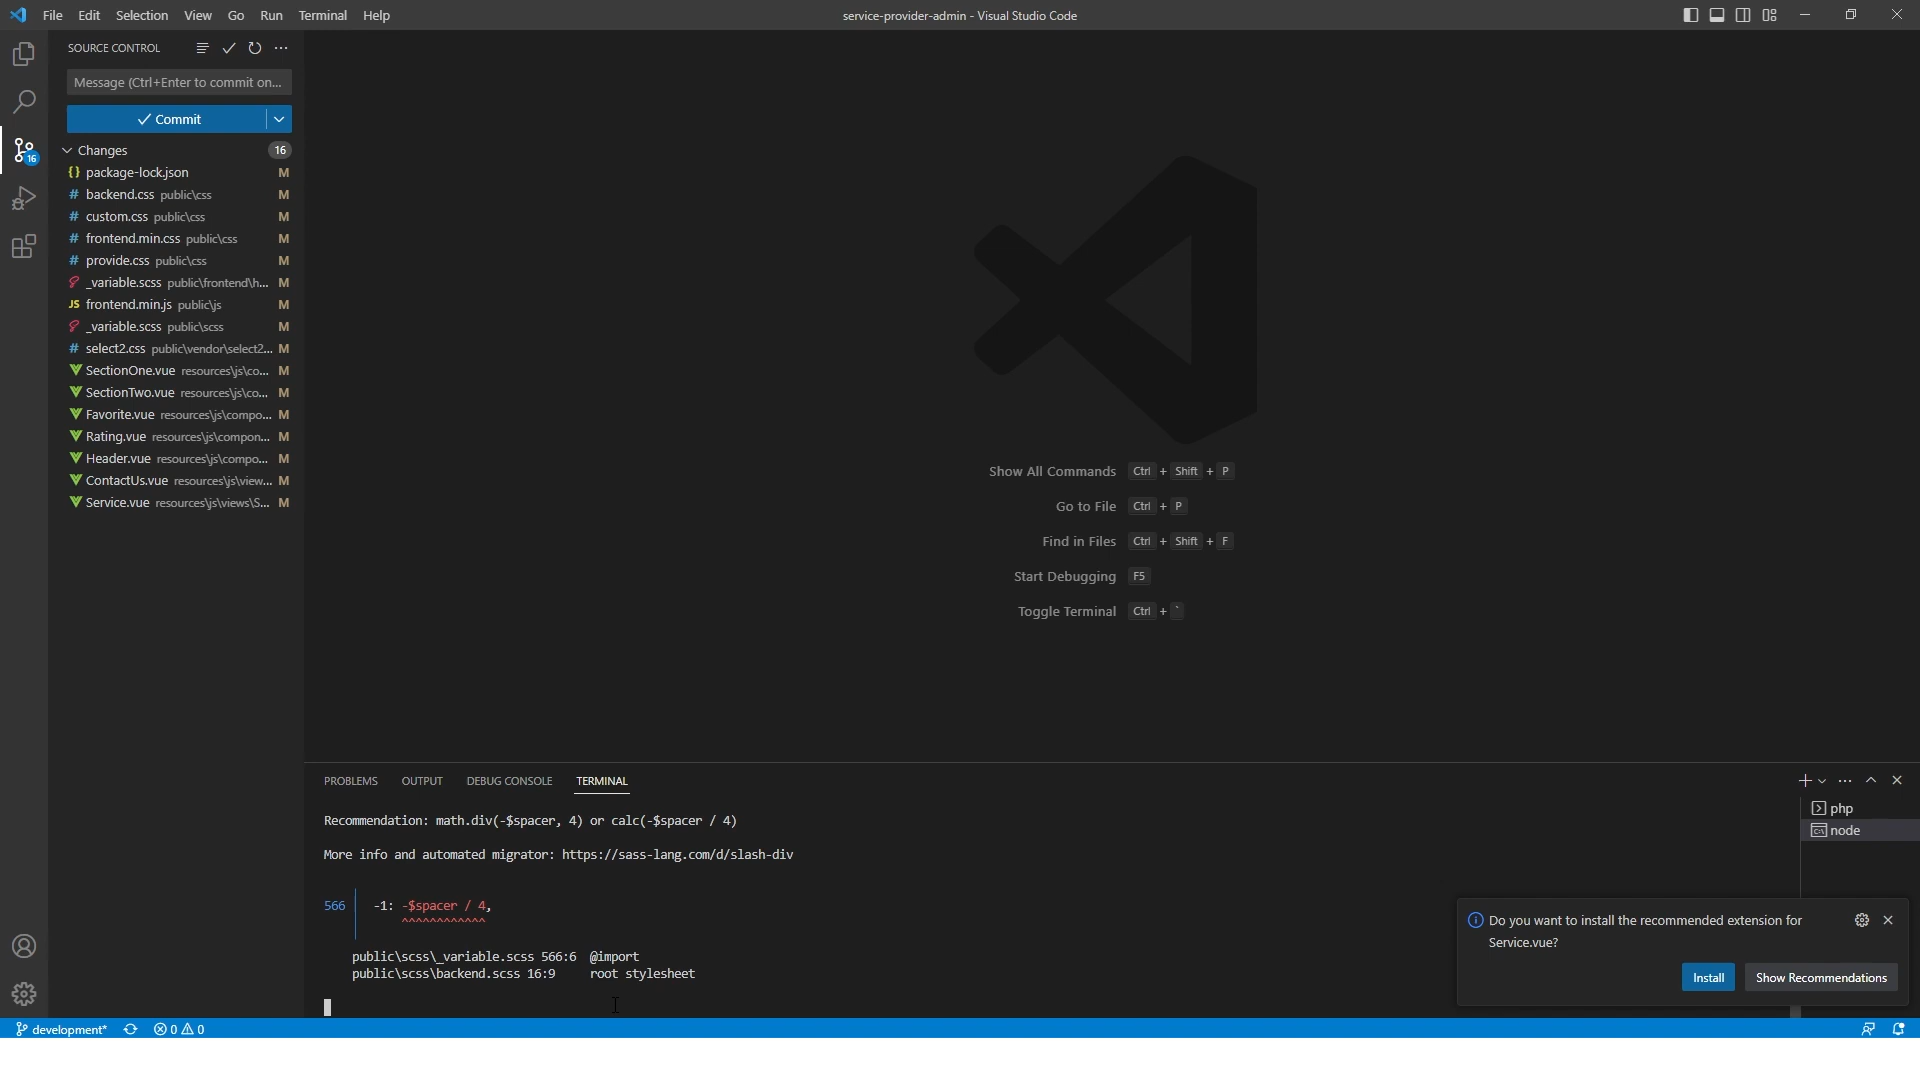 File Edit Selection View Go Run Terminal Help
service-provider-admin - Visual Studio Code
SOURCE CONTROL
Message (Ctrl+Enter to commit on...
Commit
Changes 16
16
package-lock.json M
backend.css public\css M
custom.css public\css M
frontend.min.css public\css M
provide.css public\css M
_variable.scss public\frontend\h... M
JS frontend.min.js public\js M
_variable.scss public\scss M
select2.css public\vendor\select2... M
SectionOne.vue resources\js\co... M
SectionTwo.vue resources\js\co... M
Favorite.vue resources\js\compo... M
Rating.vue resources\js\compon... M
Header.vue resources\js\compo... M
ContactUs.vue resources\js\view... M
Service.vue resources\js\views\S... M
Show All Commands Ctrl + Shift + P
Go to File Ctrl + P
Find in Files Ctrl + Shift + F
Start Debugging F5
Toggle Terminal Ctrl + `
PROBLEMS OUTPUT DEBUG CONSOLE TERMINAL
php
node
Recommendation: math.div(-$spacer, 4) or calc(-$spacer / 4)
More info and automated migrator: https://sass-lang.com/d/slash-div
566 -1: -$spacer / 4,
^^^^^^^^^^^^
public\scss\_variable.scss 566:6 @import
public\scss\backend.scss 16:9 root stylesheet
Do you want to install the recommended extension for
Service.vue?
Install Show Recommendations
development* 0 0